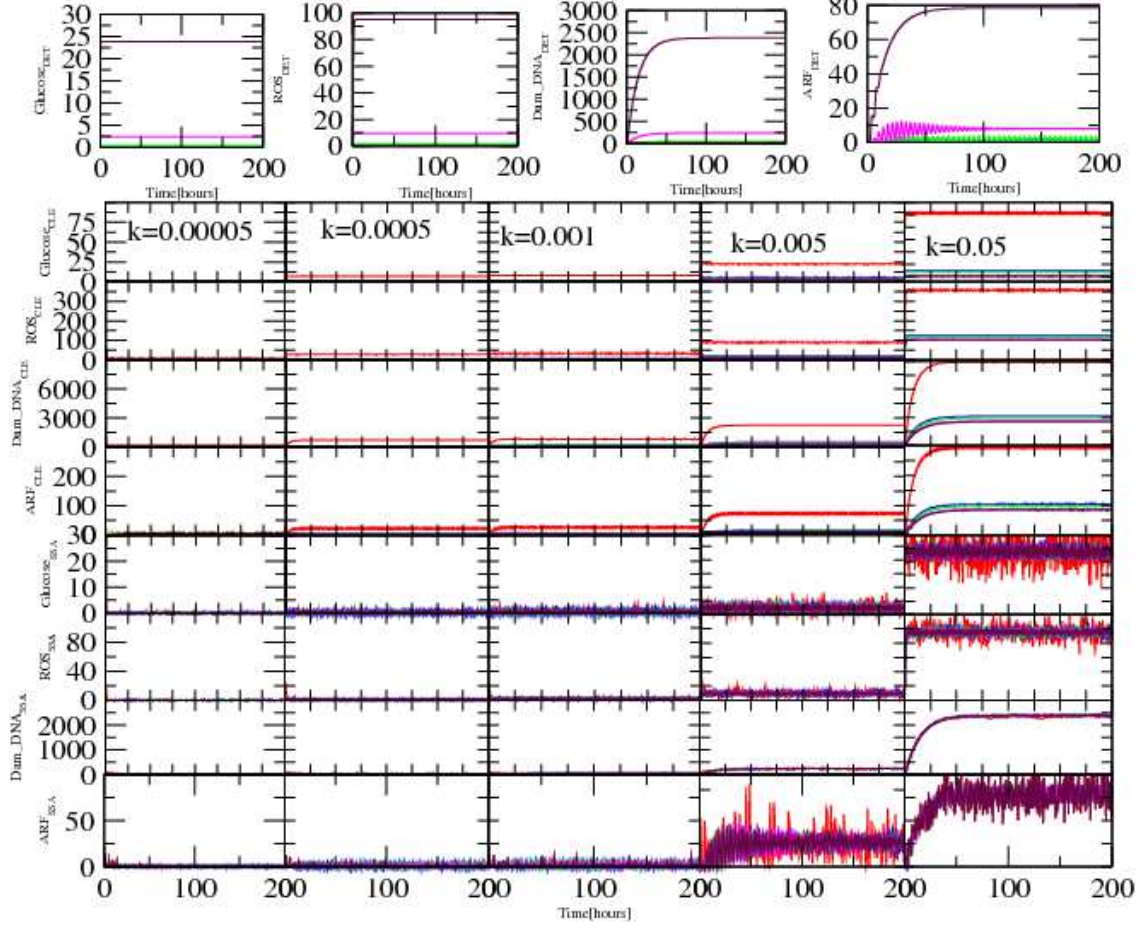 30
25
20
15
10
5
0
Glucose_DET
0 100 200
Time[hours]
100
80
60
40
20
0
ROS_DET
0 100 200
Time[hours]
3000
2500
2000
1500
1000
500
0
Dam_DNA_DET
0 100 200
Time[hours]
80
60
40
20
0
ARF_DET
0 100 200
Time[hours]
k=0.00005 k=0.0005 k=0.001 k=0.005 k=0.05
75
50
25
0
Glucose_CLE
300
200
100
0
ROS_CLE
6000
3000
0
Dam_DNA_CLE
200
100
0
ARF_CLE
30
20
10
0
Glucose_SSA
80
40
0
ROS_SSA
2000
1000
0
Dam_DNA_SSA
50
0
ARF_SSA
0 100 200 100 200 100 200 100 200 100 200
Time[hours]